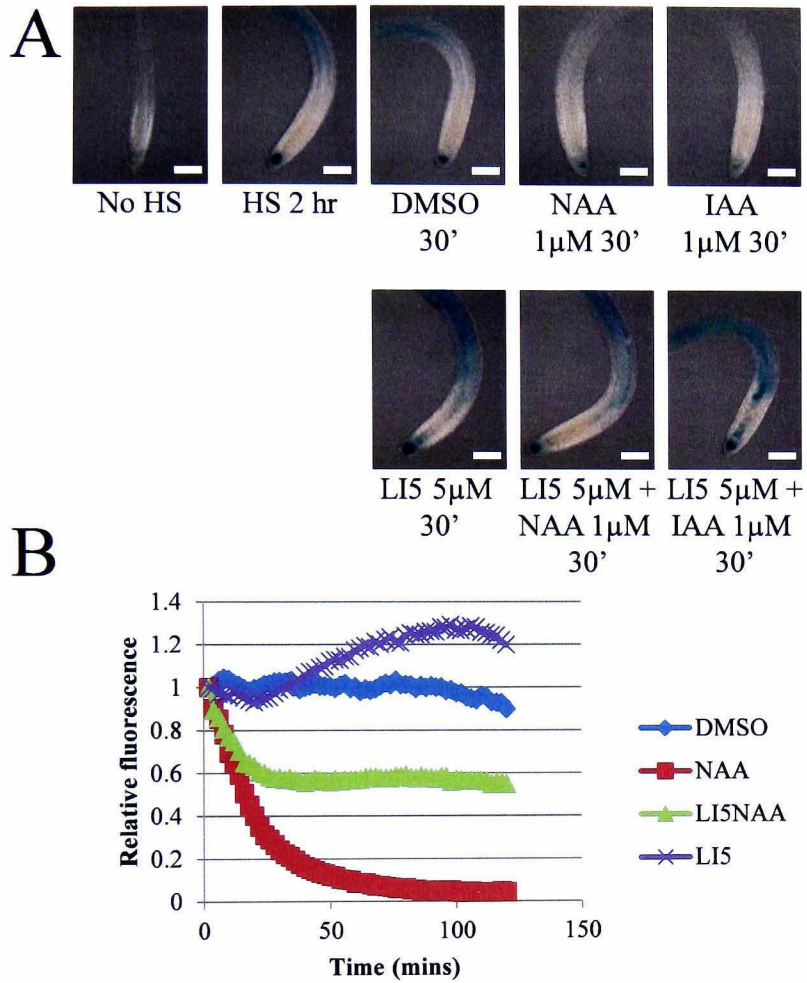 A
No HS
HS 2 hr
DMSO
30'
NAA
1μM 30'
IAA
1μM 30'
LI5 5μM
30'
LI5 5μM +
NAA 1μM
30'
LI5 5μM +
IAA 1μM
30'
B
Relative fluorescence
1.4
1.2
1
0.8
0.6
0.4
0.2
0
0
50
100
150
Time (mins)
DMSO
NAA
LI5NAA
LI5